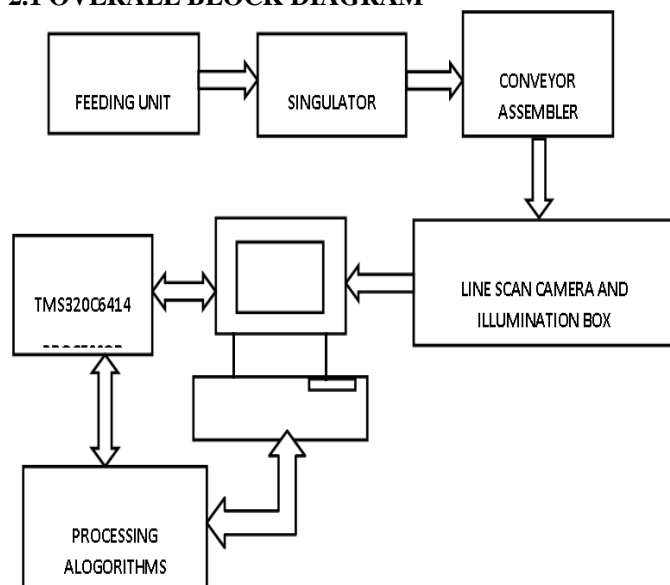 2.1 OVERALL BLOCK DIAGRAM
FEEDING UNIT
SINGULATOR
CONVEYOR
ASSEMBLER
TMS320C6414
LINE SCAN CAMERA AND
ILLUMINATION BOX
PROCESSING
ALOGORITHMS